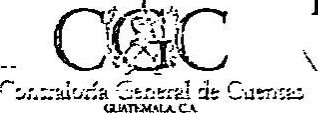 CGC
Contraloría General de Cuentas
GUATEMALA, C.A.